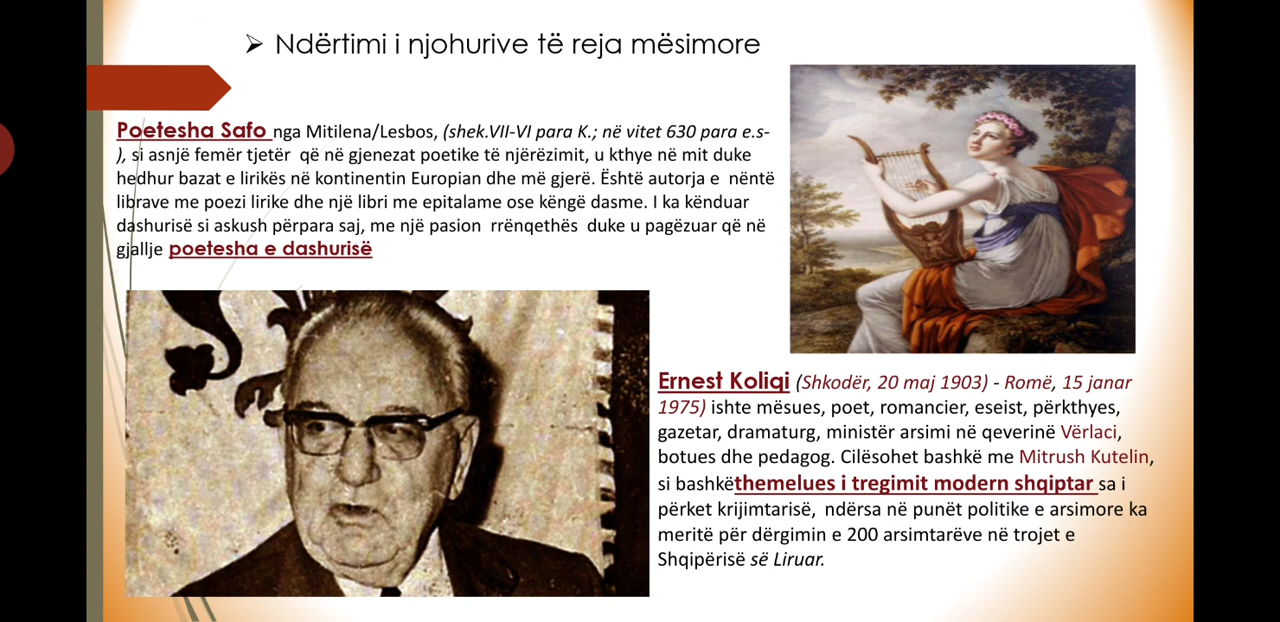 Ndërtimi i njohurive të reja mësimore
Poetesha Safo nga Mitilena/Lesbos, (shek.VII-VI para K.; në vitet 630 para e.s-
), si asnjë femër tjetër që në gjenezat poetike të njërëzimit, u kthye në mit duke
hedhur bazat e lirikës në kontinentin Europian dhe më gjerë. Është autorja e nëntë
librave me poezi lirike dhe një libri me epitalame ose këngë dasme. I ka kënduar
dashurisë si askush përpara saj, me një pasion rrënqethës duke u pagëzuar që në
gjallje poetesha e dashurisë
Ernest Koliqi (Shkodër, 20 maj 1903) - Romë, 15 janar
1975) ishte mësues, poet, romancier, eseist, përkthyes,
gazetar, dramaturg, ministër arsimi në qeverinë Vërlaci,
botues dhe pedagog. Cilësohet bashkë me Mitrush Kutelin,
si bashkëthemelues i tregimit modern shqiptar sa i
përket krijimtarisë, ndërsa në punët politike e arsimore ka
meritë për dërgimin e 200 arsimtarëve në trojet e
Shqipërisë së Liruar.